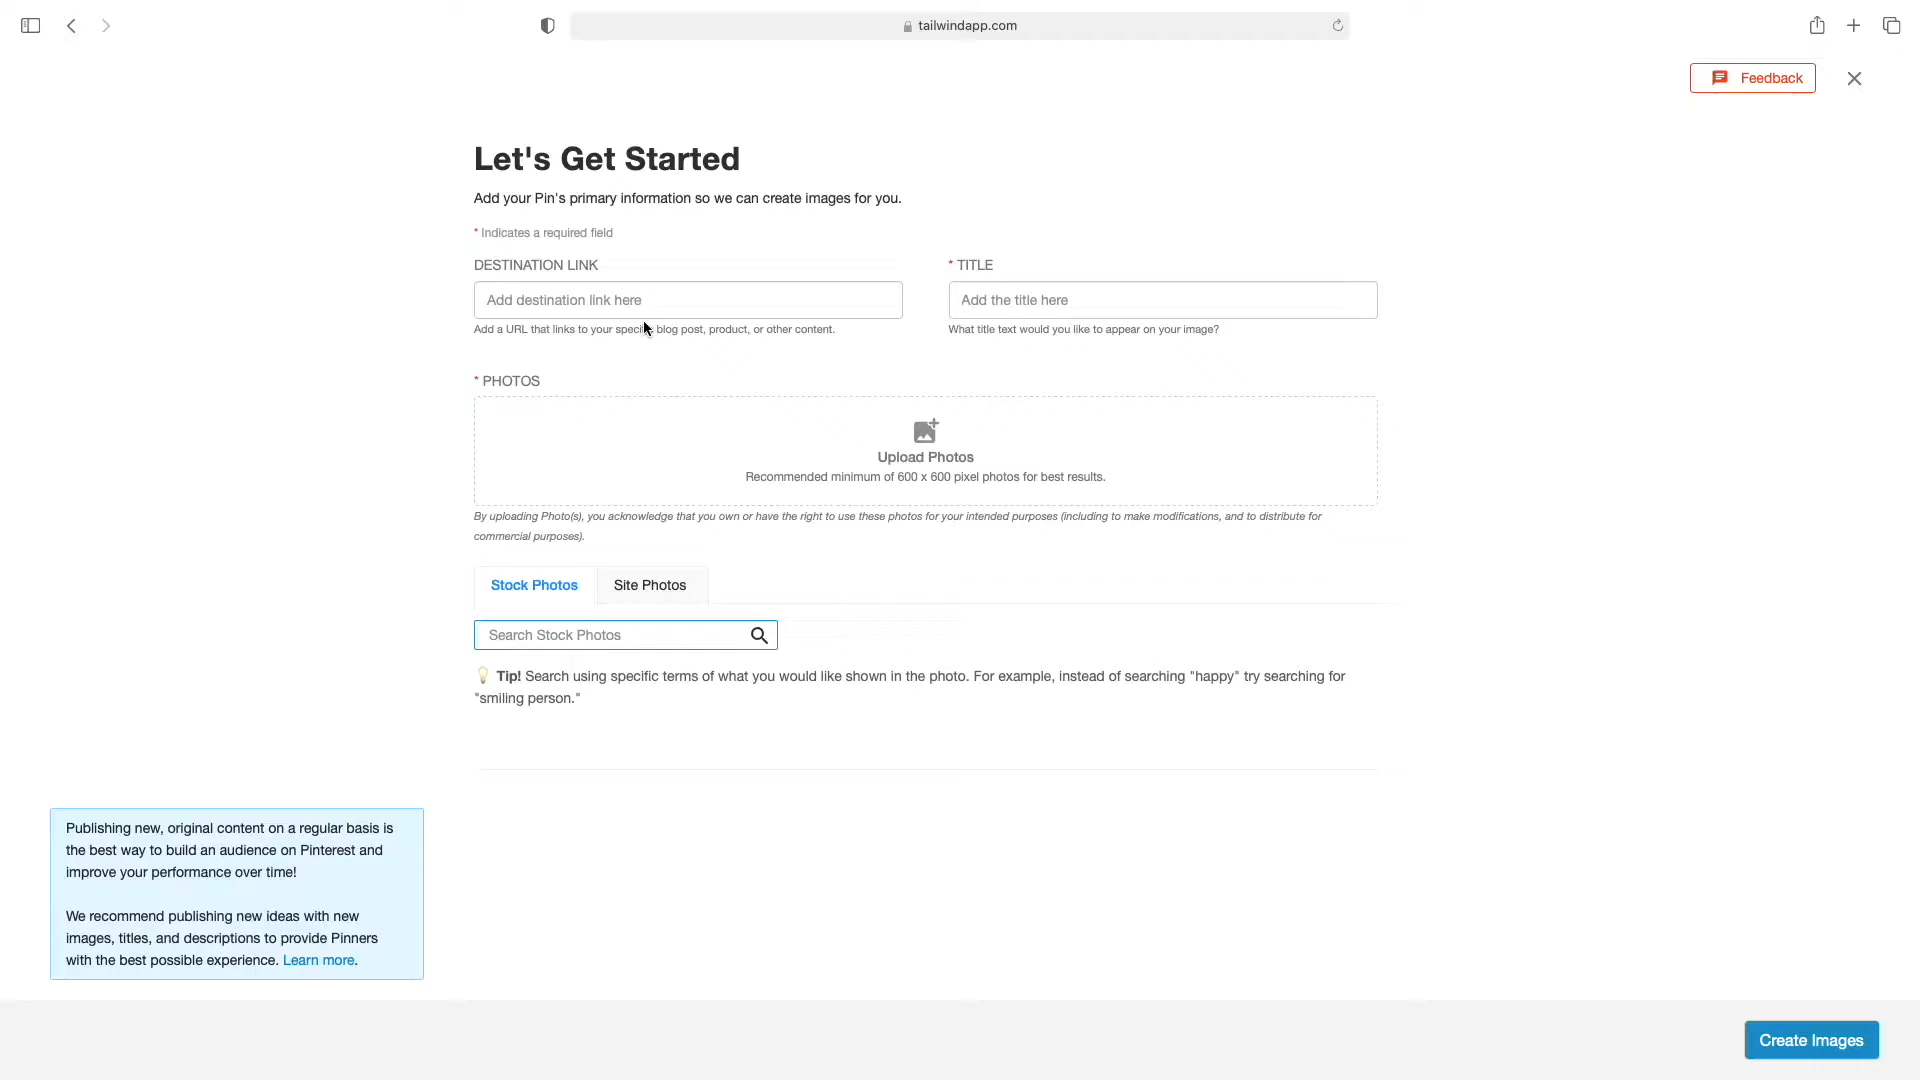 tailwindapp.com
Feedback
Let's Get Started
Add your Pin's primary information so we can create images for you.
* Indicates a required field
DESTINATION LINK
* TITLE
Add destination link here
Add the title here
Add a URL that links to your specific blog post, product, or other content.
What title text would you like to appear on your image?
* PHOTOS
Upload Photos
Recommended minimum of 600 x 600 pixel photos for best results.
By uploading Photo(s), you acknowledge that you own or have the right to use these photos for your intended purposes (including to make modifications, and to distribute for
commercial purposes).
Stock Photos
Site Photos
Search Stock Photos
Tip! Search using specific terms of what you would like shown in the photo. For example, instead of searching "happy" try searching for
"smiling person."
Publishing new, original content on a regular basis is
the best way to build an audience on Pinterest and
improve your performance over time!
We recommend publishing new ideas with new
images, titles, and descriptions to provide Pinners
with the best possible experience. Learn more.
Create Images